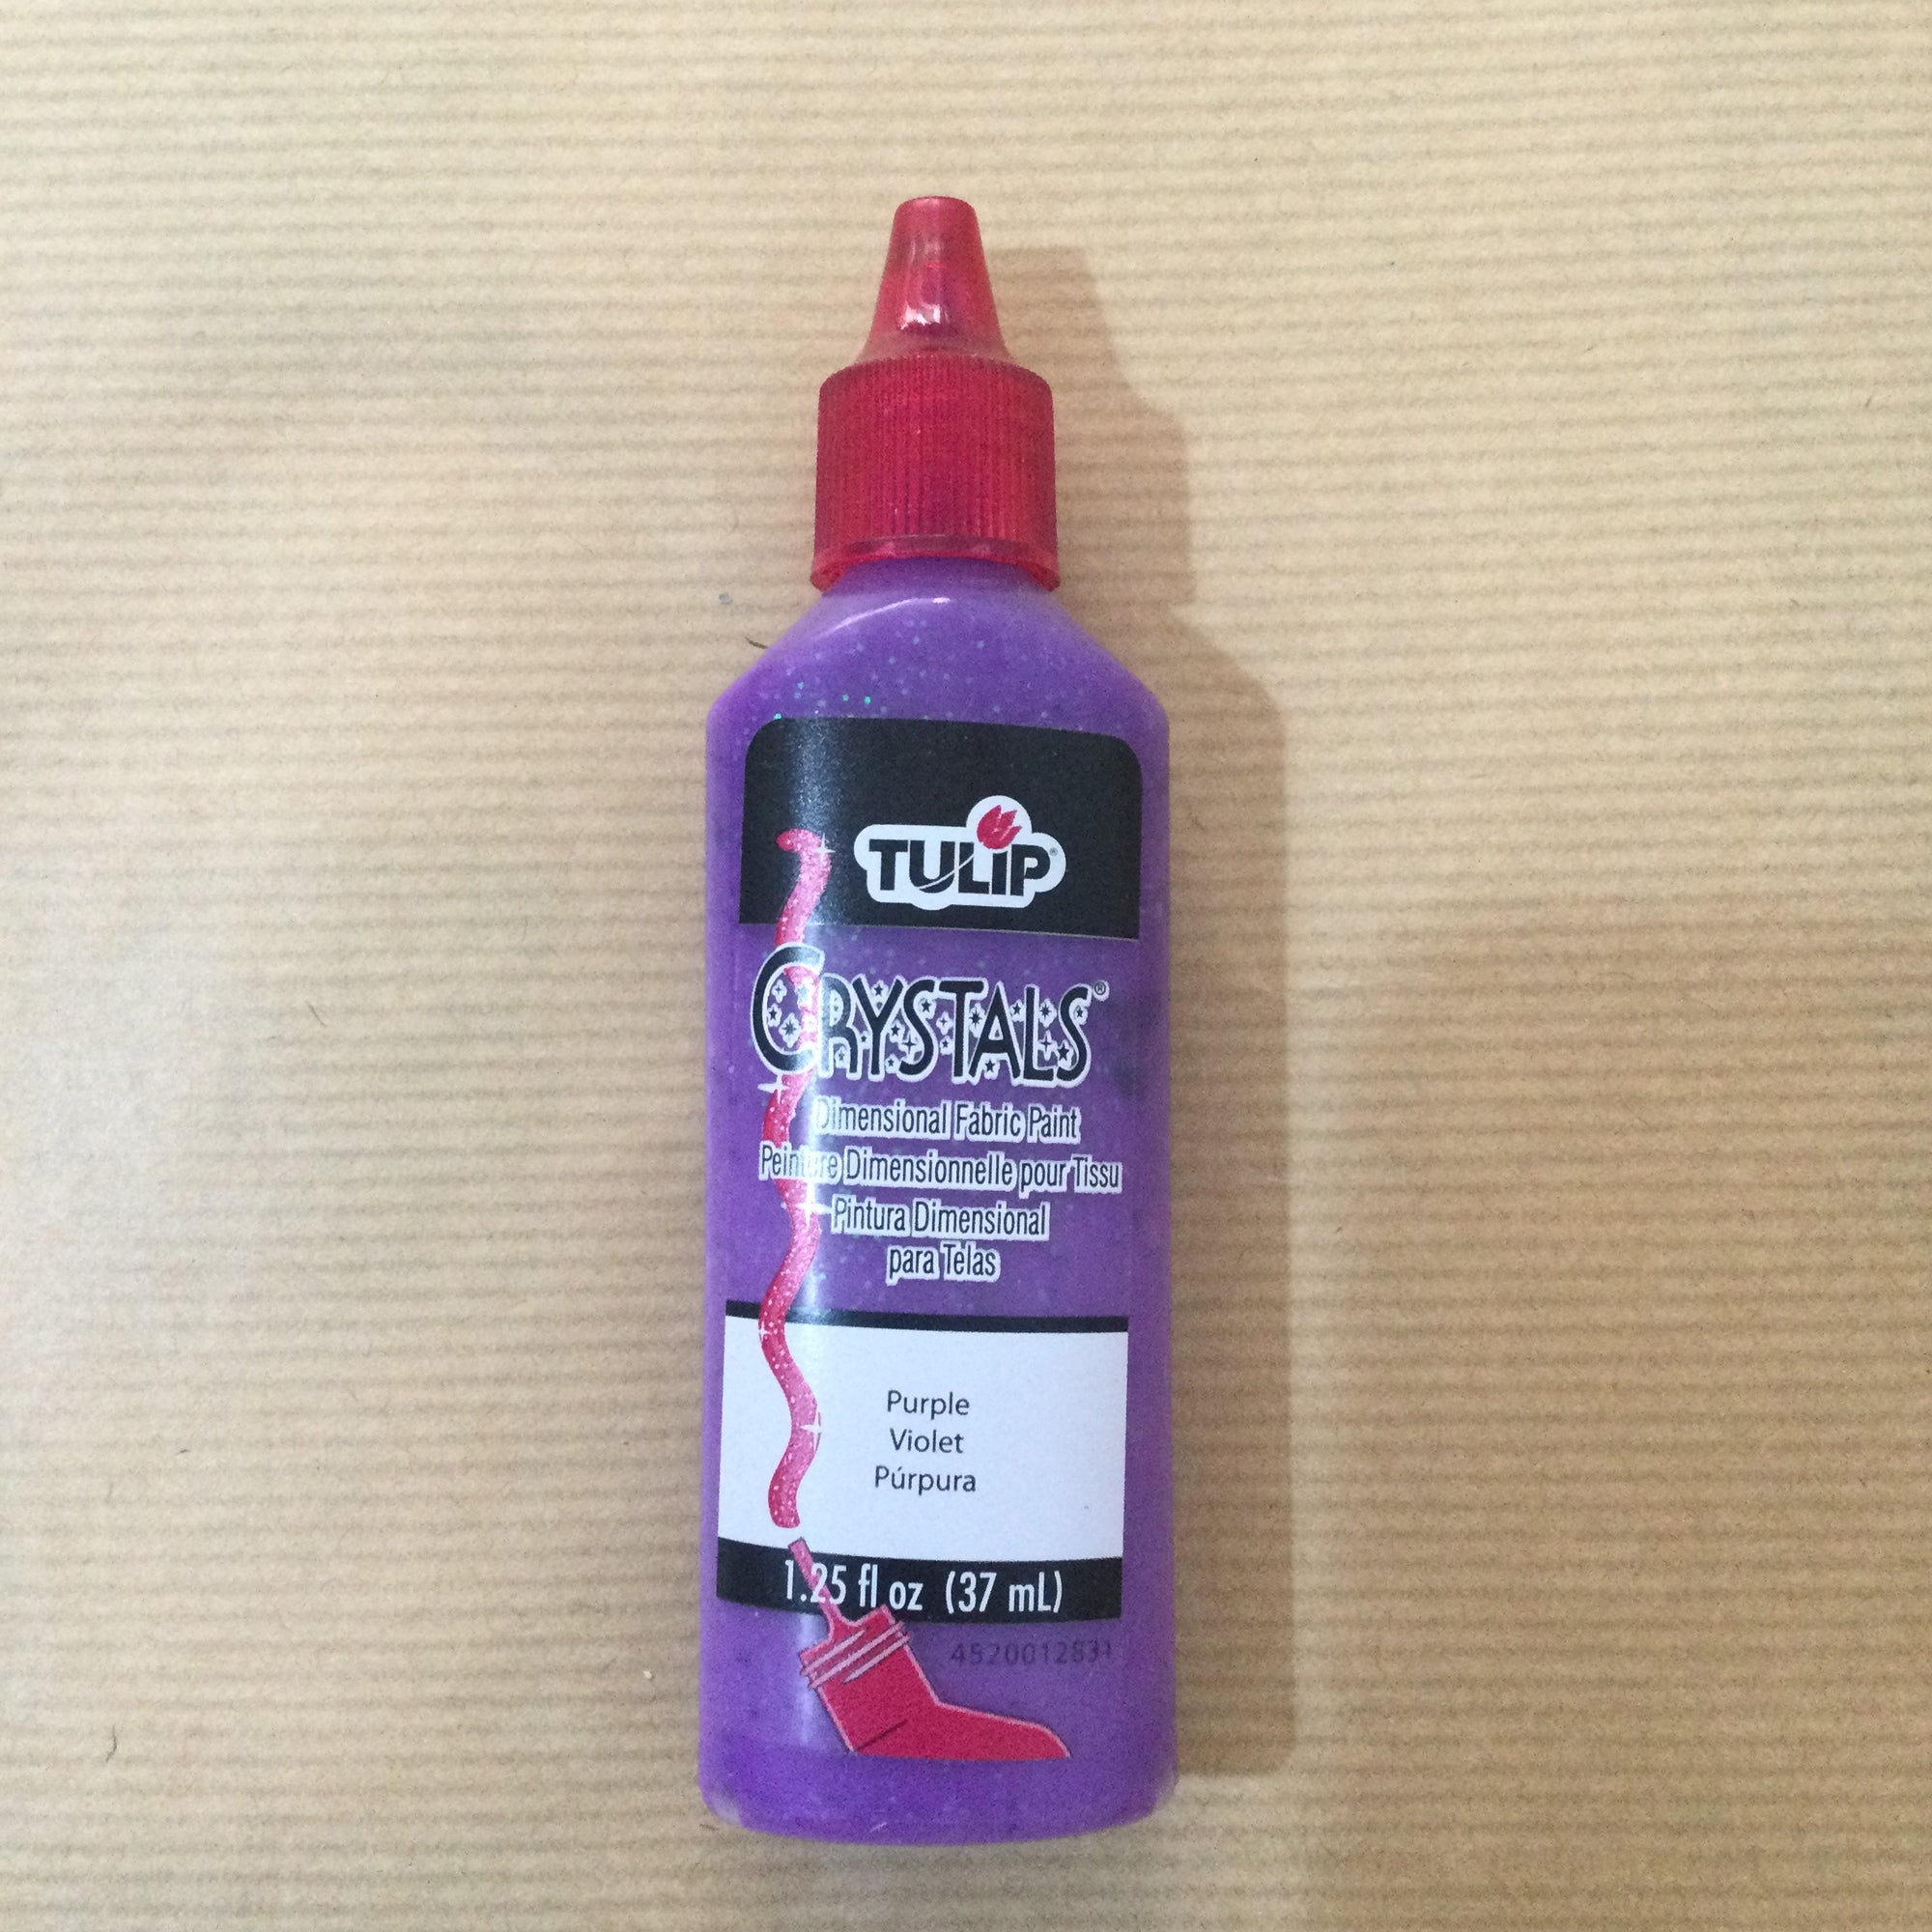 TULIP®
CRYSTALS®
Dimensional Fabric Paint
Peinture Dimensionnelle pour Tissu
Pintura Dimensional
para Telas
Purple
Violet
Púrpura
1.25 fl oz (37 mL)
4520012831